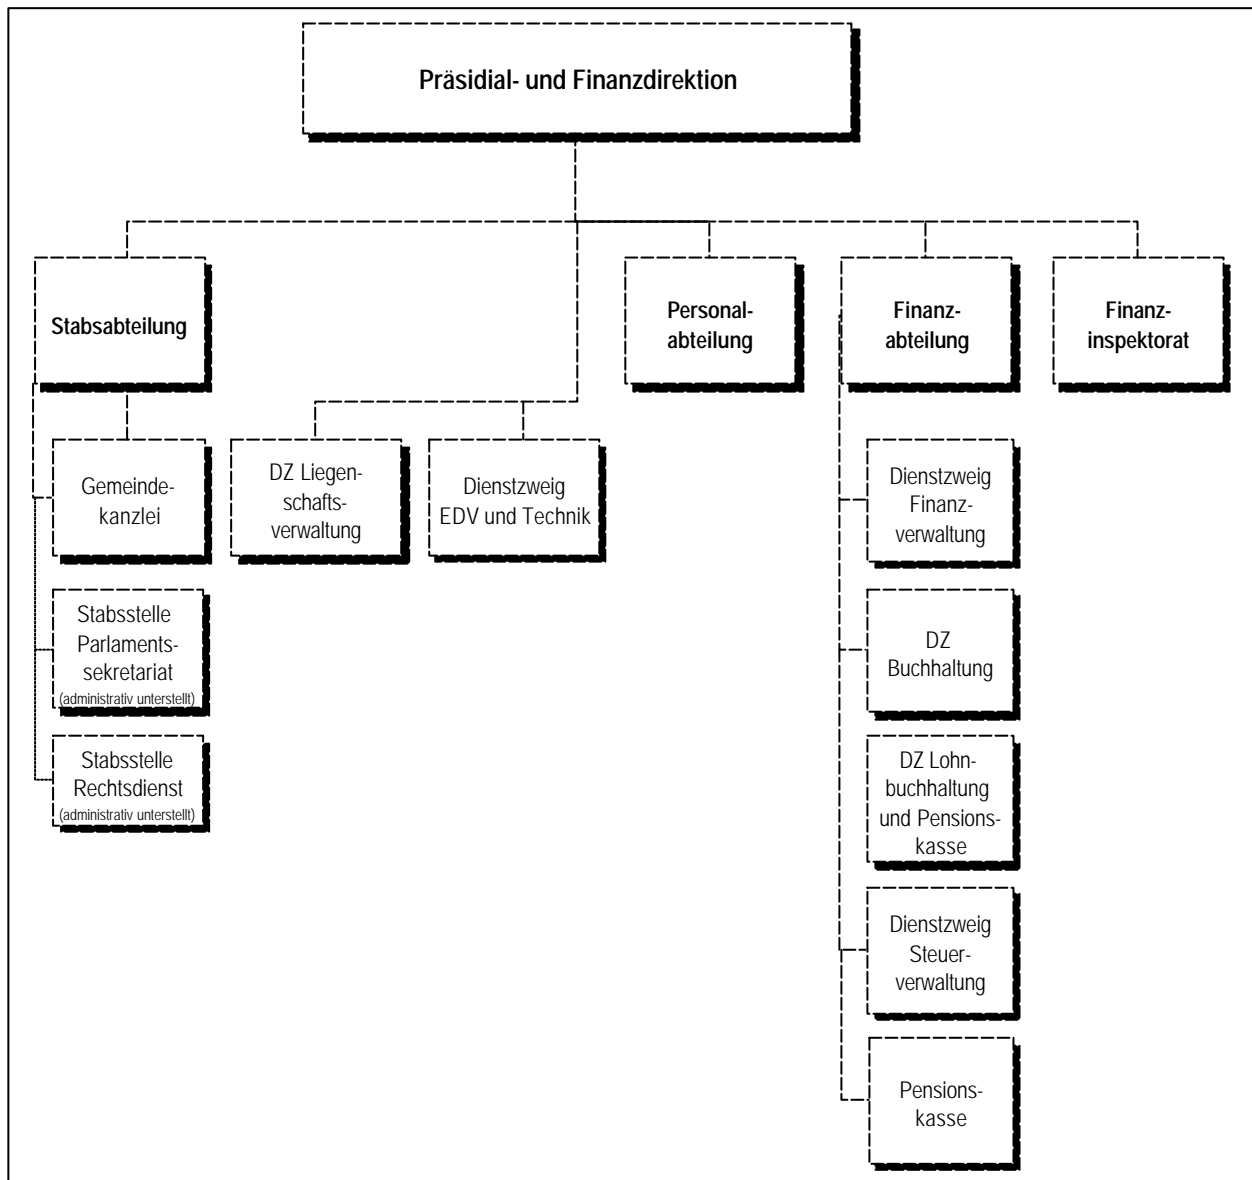 Präsidial- und Finanzdirektion
Stabsabteilung
Personal-
abteilung
Finanz-
abteilung
Finanz-
inspektorat
Gemeinde-
kanzlei
DZ Liegen-
schafts-
verwaltung
Dienstzweig
EDV und Technik
Dienstzweig
Finanz-
verwaltung
Stabsstelle
Parlaments-
sekretariat
(administrativ unterstellt)
DZ
Buchhaltung
Stabsstelle
Rechtsdienst
(administrativ unterstellt)
DZ Lohn-
buchhaltung
und Pensions-
kasse
Dienstzweig
Steuer-
verwaltung
Pensions-
kasse